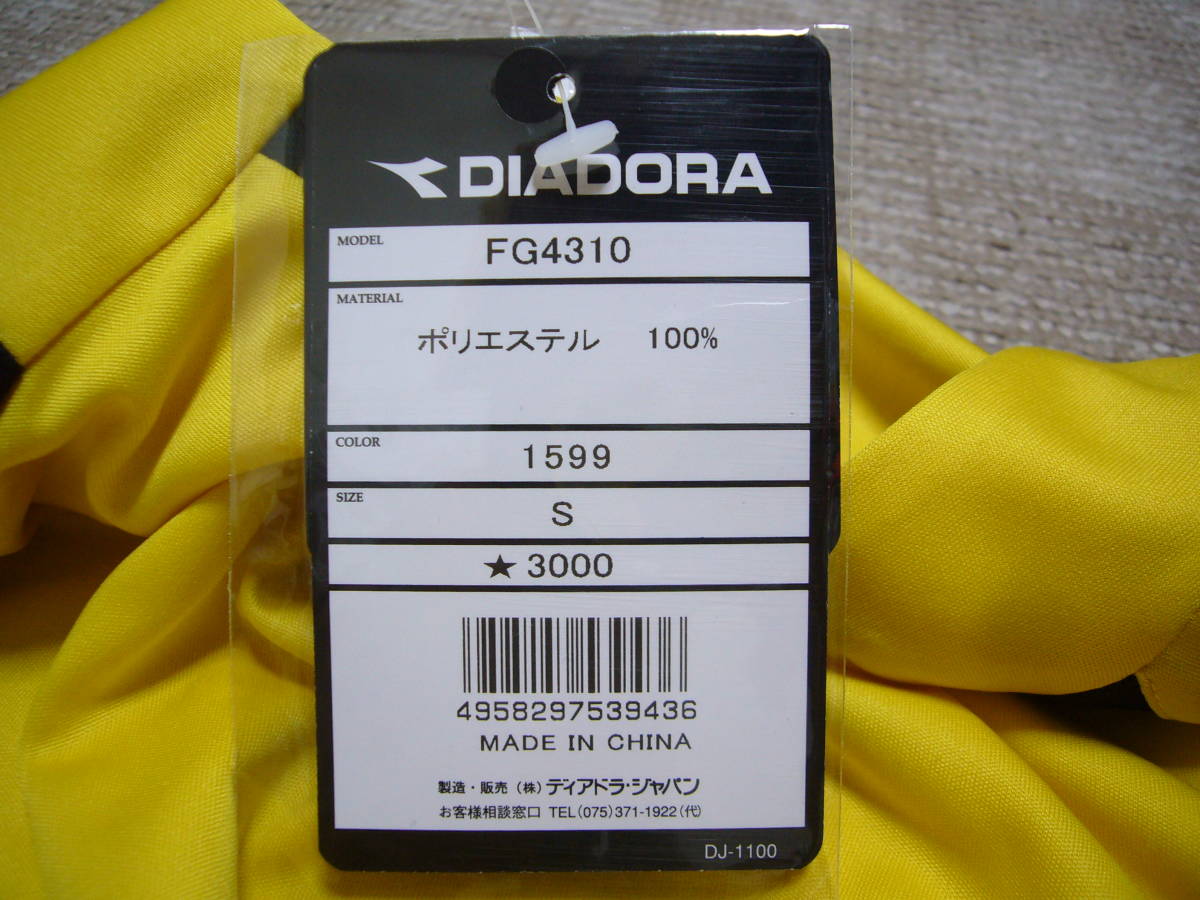 DIADORA
MODEL FG4310
MATERIAL
ポリエステル 100%
COLOR 1599
SIZE S
★3000
4958297539436
MADE IN CHINA
製造・販売(株)ディアドラ・ジャパン
お客様相談窓口 TEL(075)371-1922(代)
DJ-1100